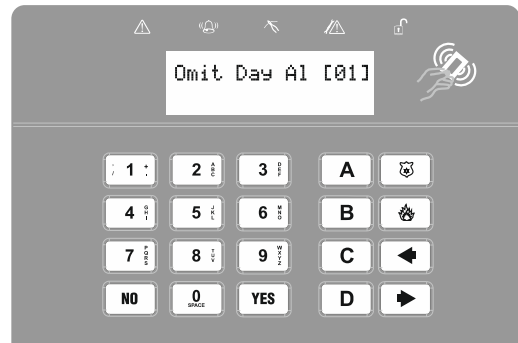 Omit Day Al [01]
1 2 ABC 3 DEF A
4 GHI 5 JKL 6 MNO B
7 PQRS 8 TUV 9 WXYZ C
NO 0 SPACE YES D